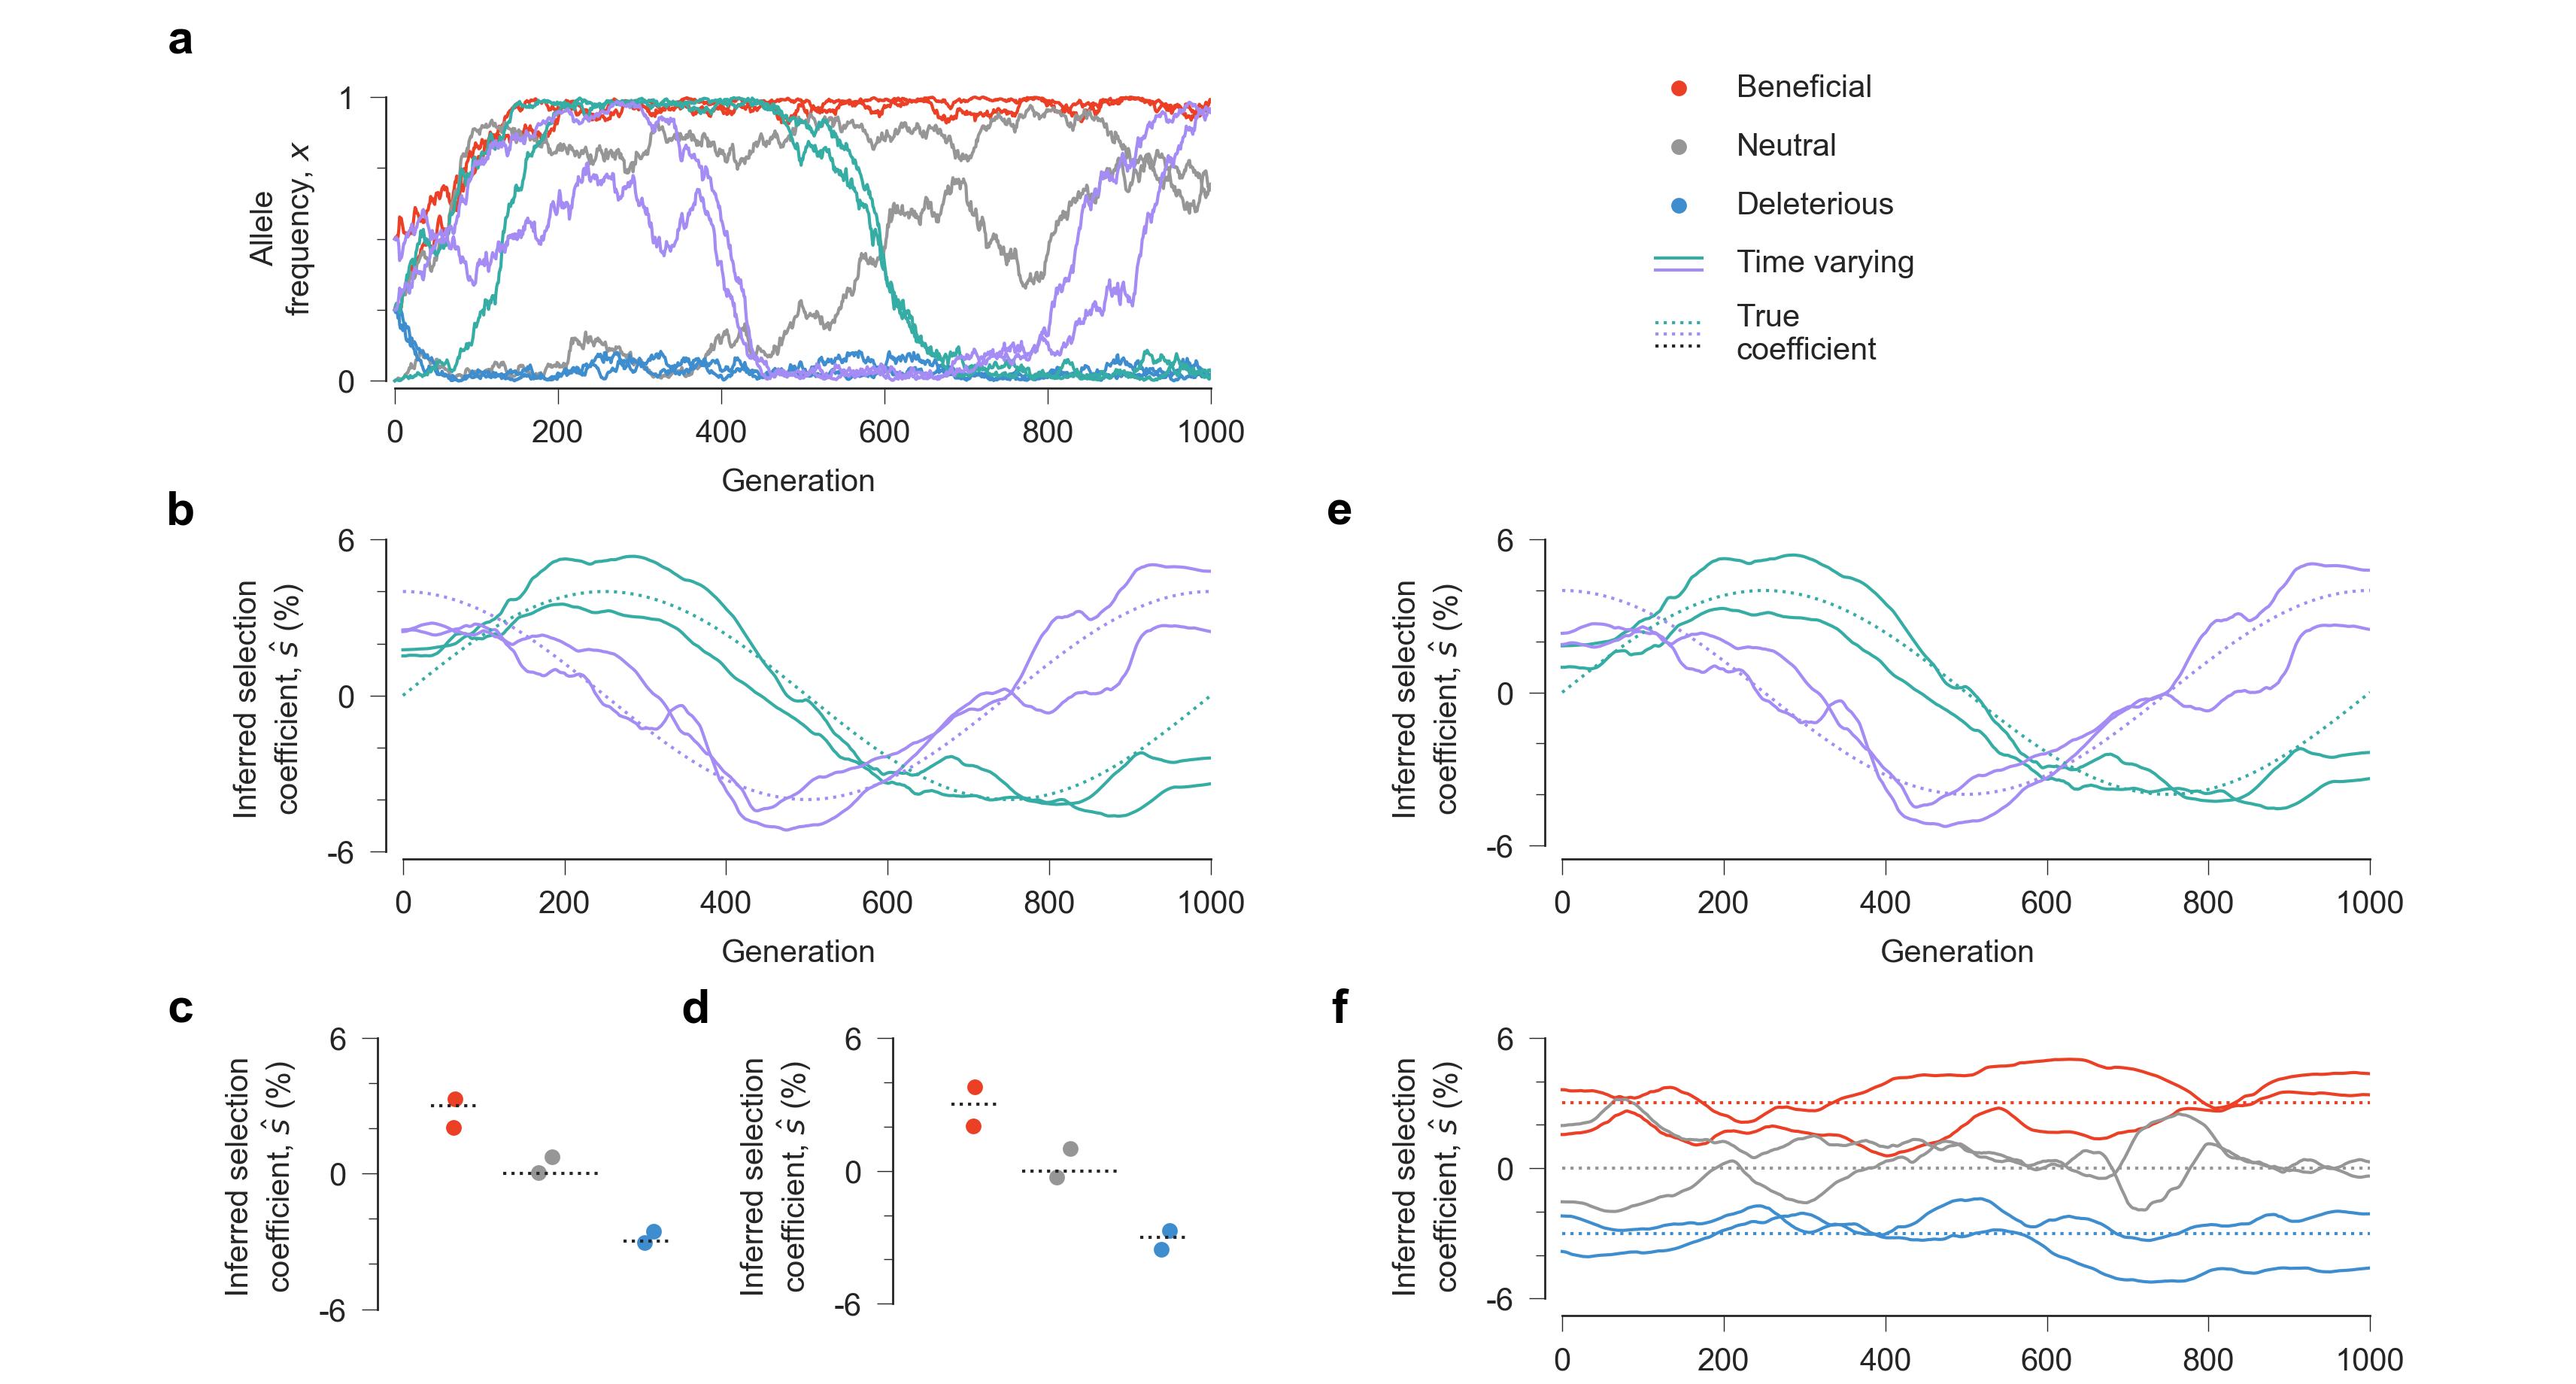 a
1
0
Allele
frequency, x
0 200 400 600 800 1000
Generation
Beneficial
Neutral
Deleterious
Time varying
True
coefficient
b
6
0
-6
Inferred selection
coefficient, ŝ (%)
0 200 400 600 800 1000
Generation
e
6
0
-6
Inferred selection
coefficient, ŝ (%)
0 200 400 600 800 1000
Generation
c
6
0
-6
Inferred selection
coefficient, ŝ (%)
d
6
0
-6
Inferred selection
coefficient, ŝ (%)
f
6
0
-6
Inferred selection
coefficient, ŝ (%)
0 200 400 600 800 1000